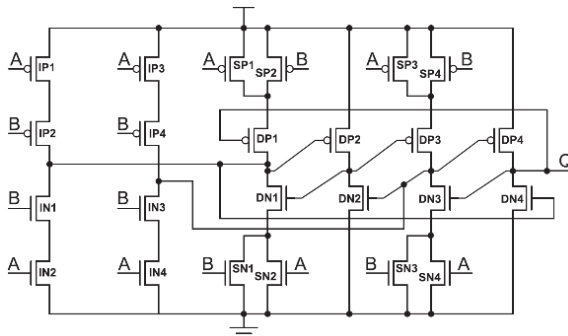 A IP1 A IP3 A SP1 SP2 B A SP3 SP4 B
B IP2 B IP4 DP1 DP2 DP3 DP4 Q
B IN1 B IN3 DN1 DN2 DN3 DN4
A IN2 A IN4 B SN1 SN2 A B SN3 SN4 A